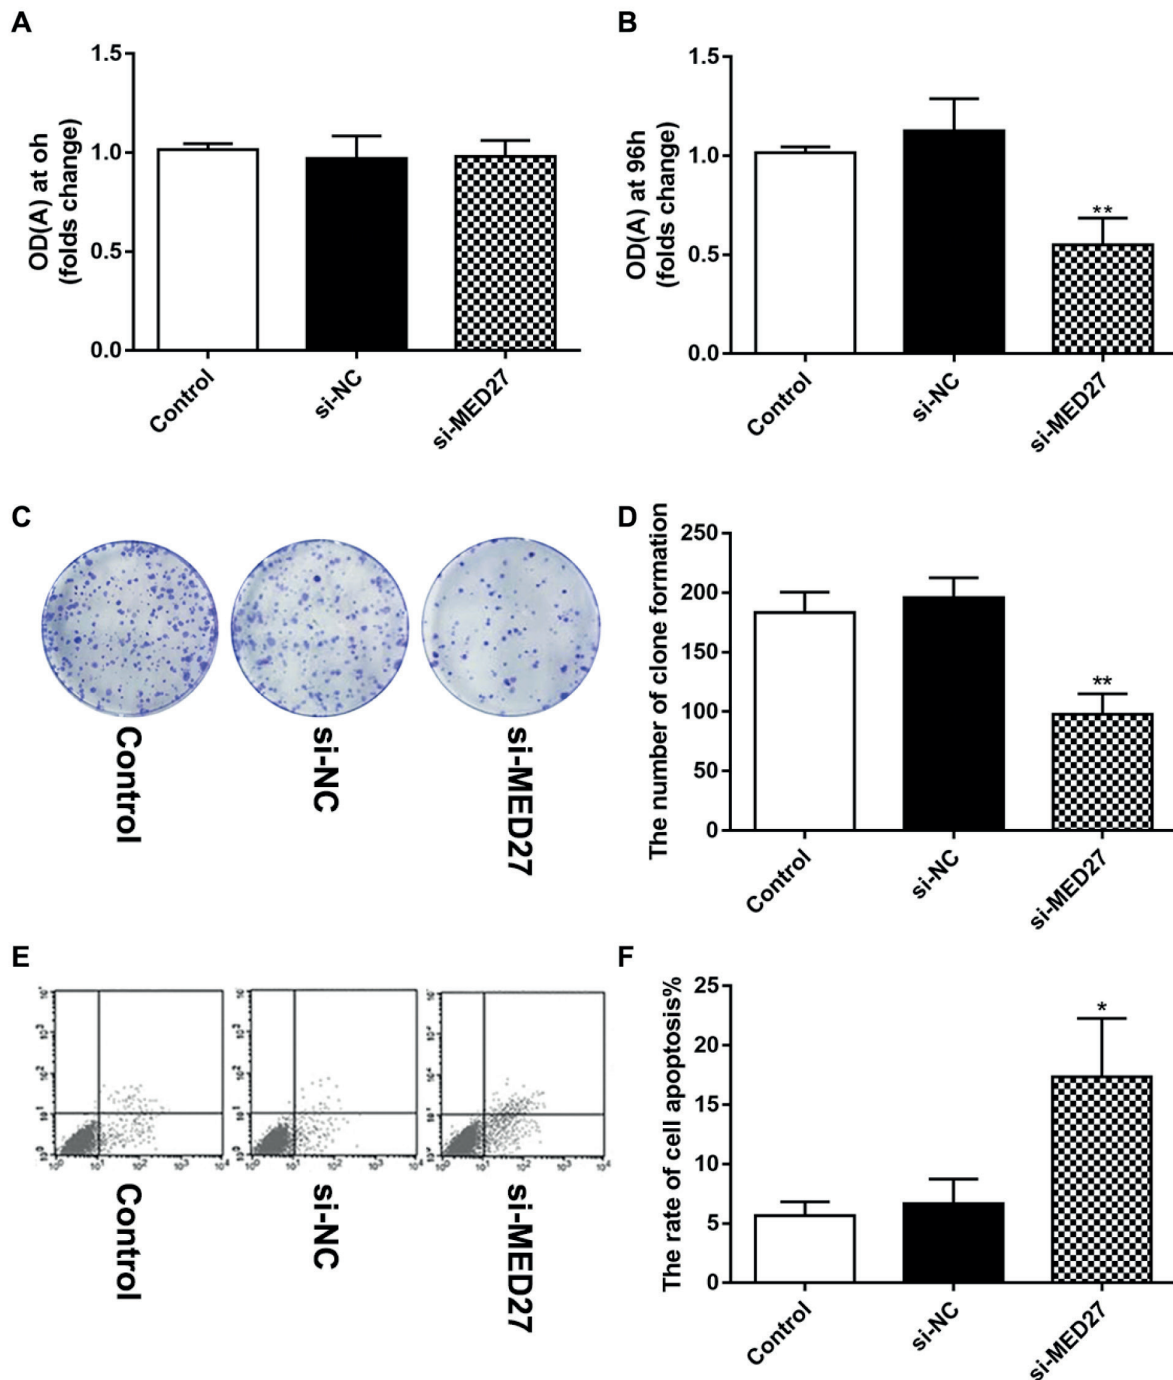 A
OD(A) at oh
(folds change)
1.5
1.0
0.5
0.0
Control
si-NC
si-MED27
B
OD(A) at 96h
(folds change)
1.5
1.0
0.5
0.0
**
Control
si-NC
si-MED27
C
Control
si-NC
si-MED27
D
The number of clone formation
250
200
150
100
50
0
**
Control
si-NC
si-MED27
E
Control
si-NC
si-MED27
F
The rate of cell apoptosis%
25
20
15
10
5
0
*
Control
si-NC
si-MED27